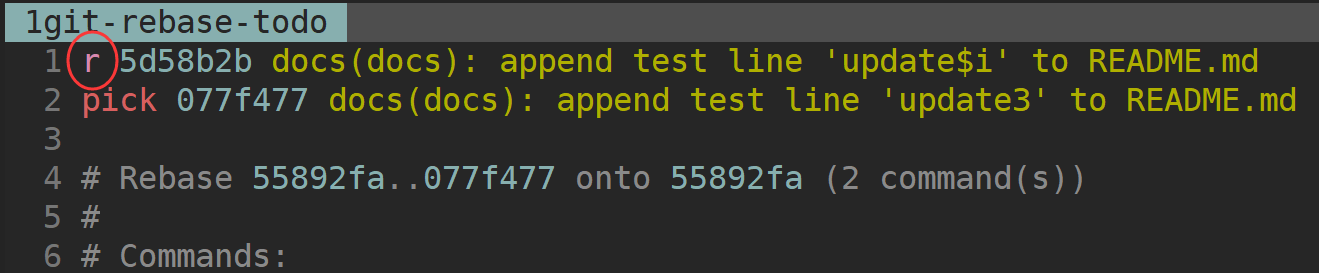 1git-rebase-todo
1 r 5d58b2b docs(docs): append test line 'update$i' to README.md
2 pick 077f477 docs(docs): append test line 'update3' to README.md
3
4 # Rebase 55892fa..077f477 onto 55892fa (2 command(s))
5 #
6 # Commands: